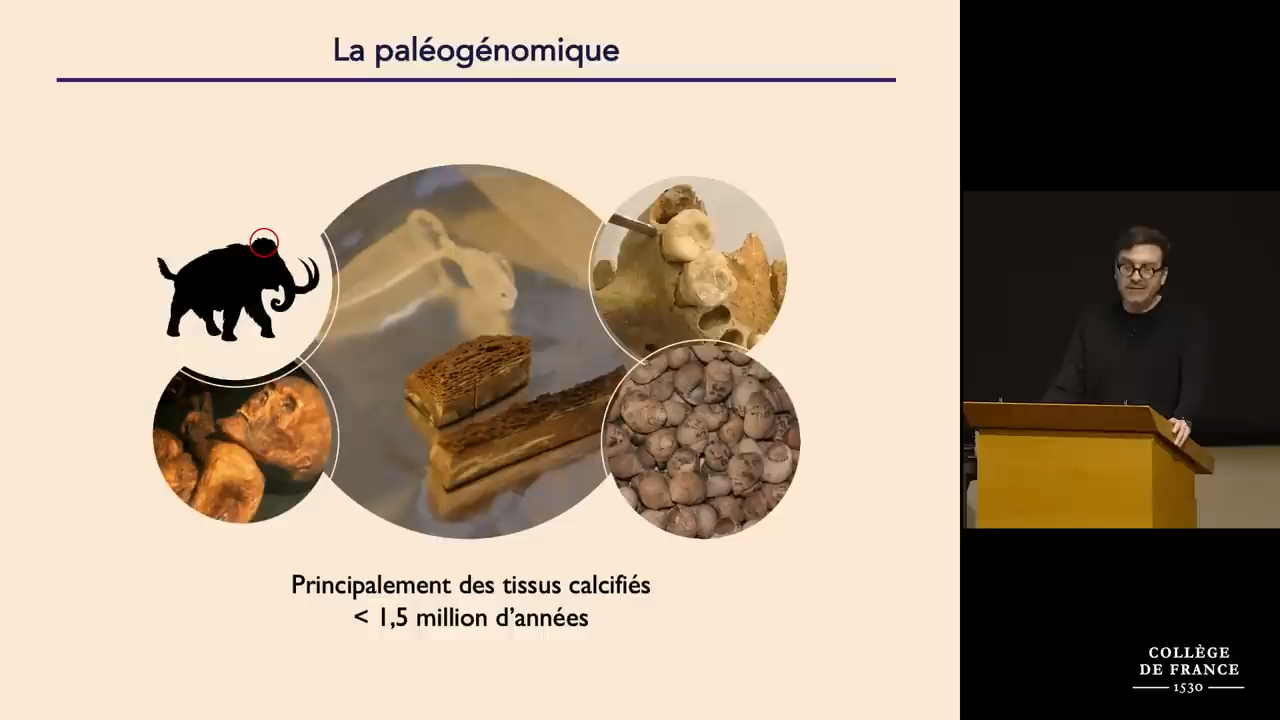 La paléogénomique
Principalement des tissus calcifiés
< 1,5 million d'années
COLLÈGE
DE FRANCE
1530